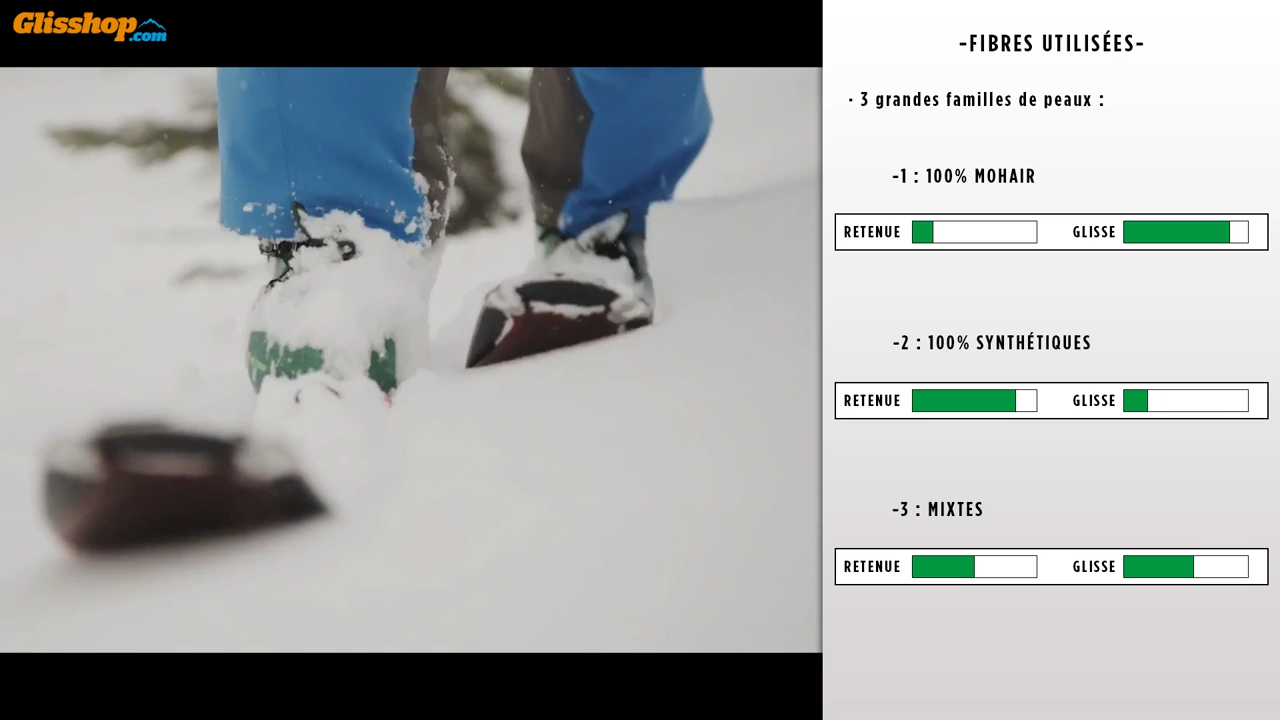 Glisshop.com
-FIBRES UTILISÉES-
· 3 grandes familles de peaux :
-1 : 100% MOHAIR
RETENUE GLISSE
-2 : 100% SYNTHÉTIQUES
RETENUE GLISSE
-3 : MIXTES
RETENUE GLISSE